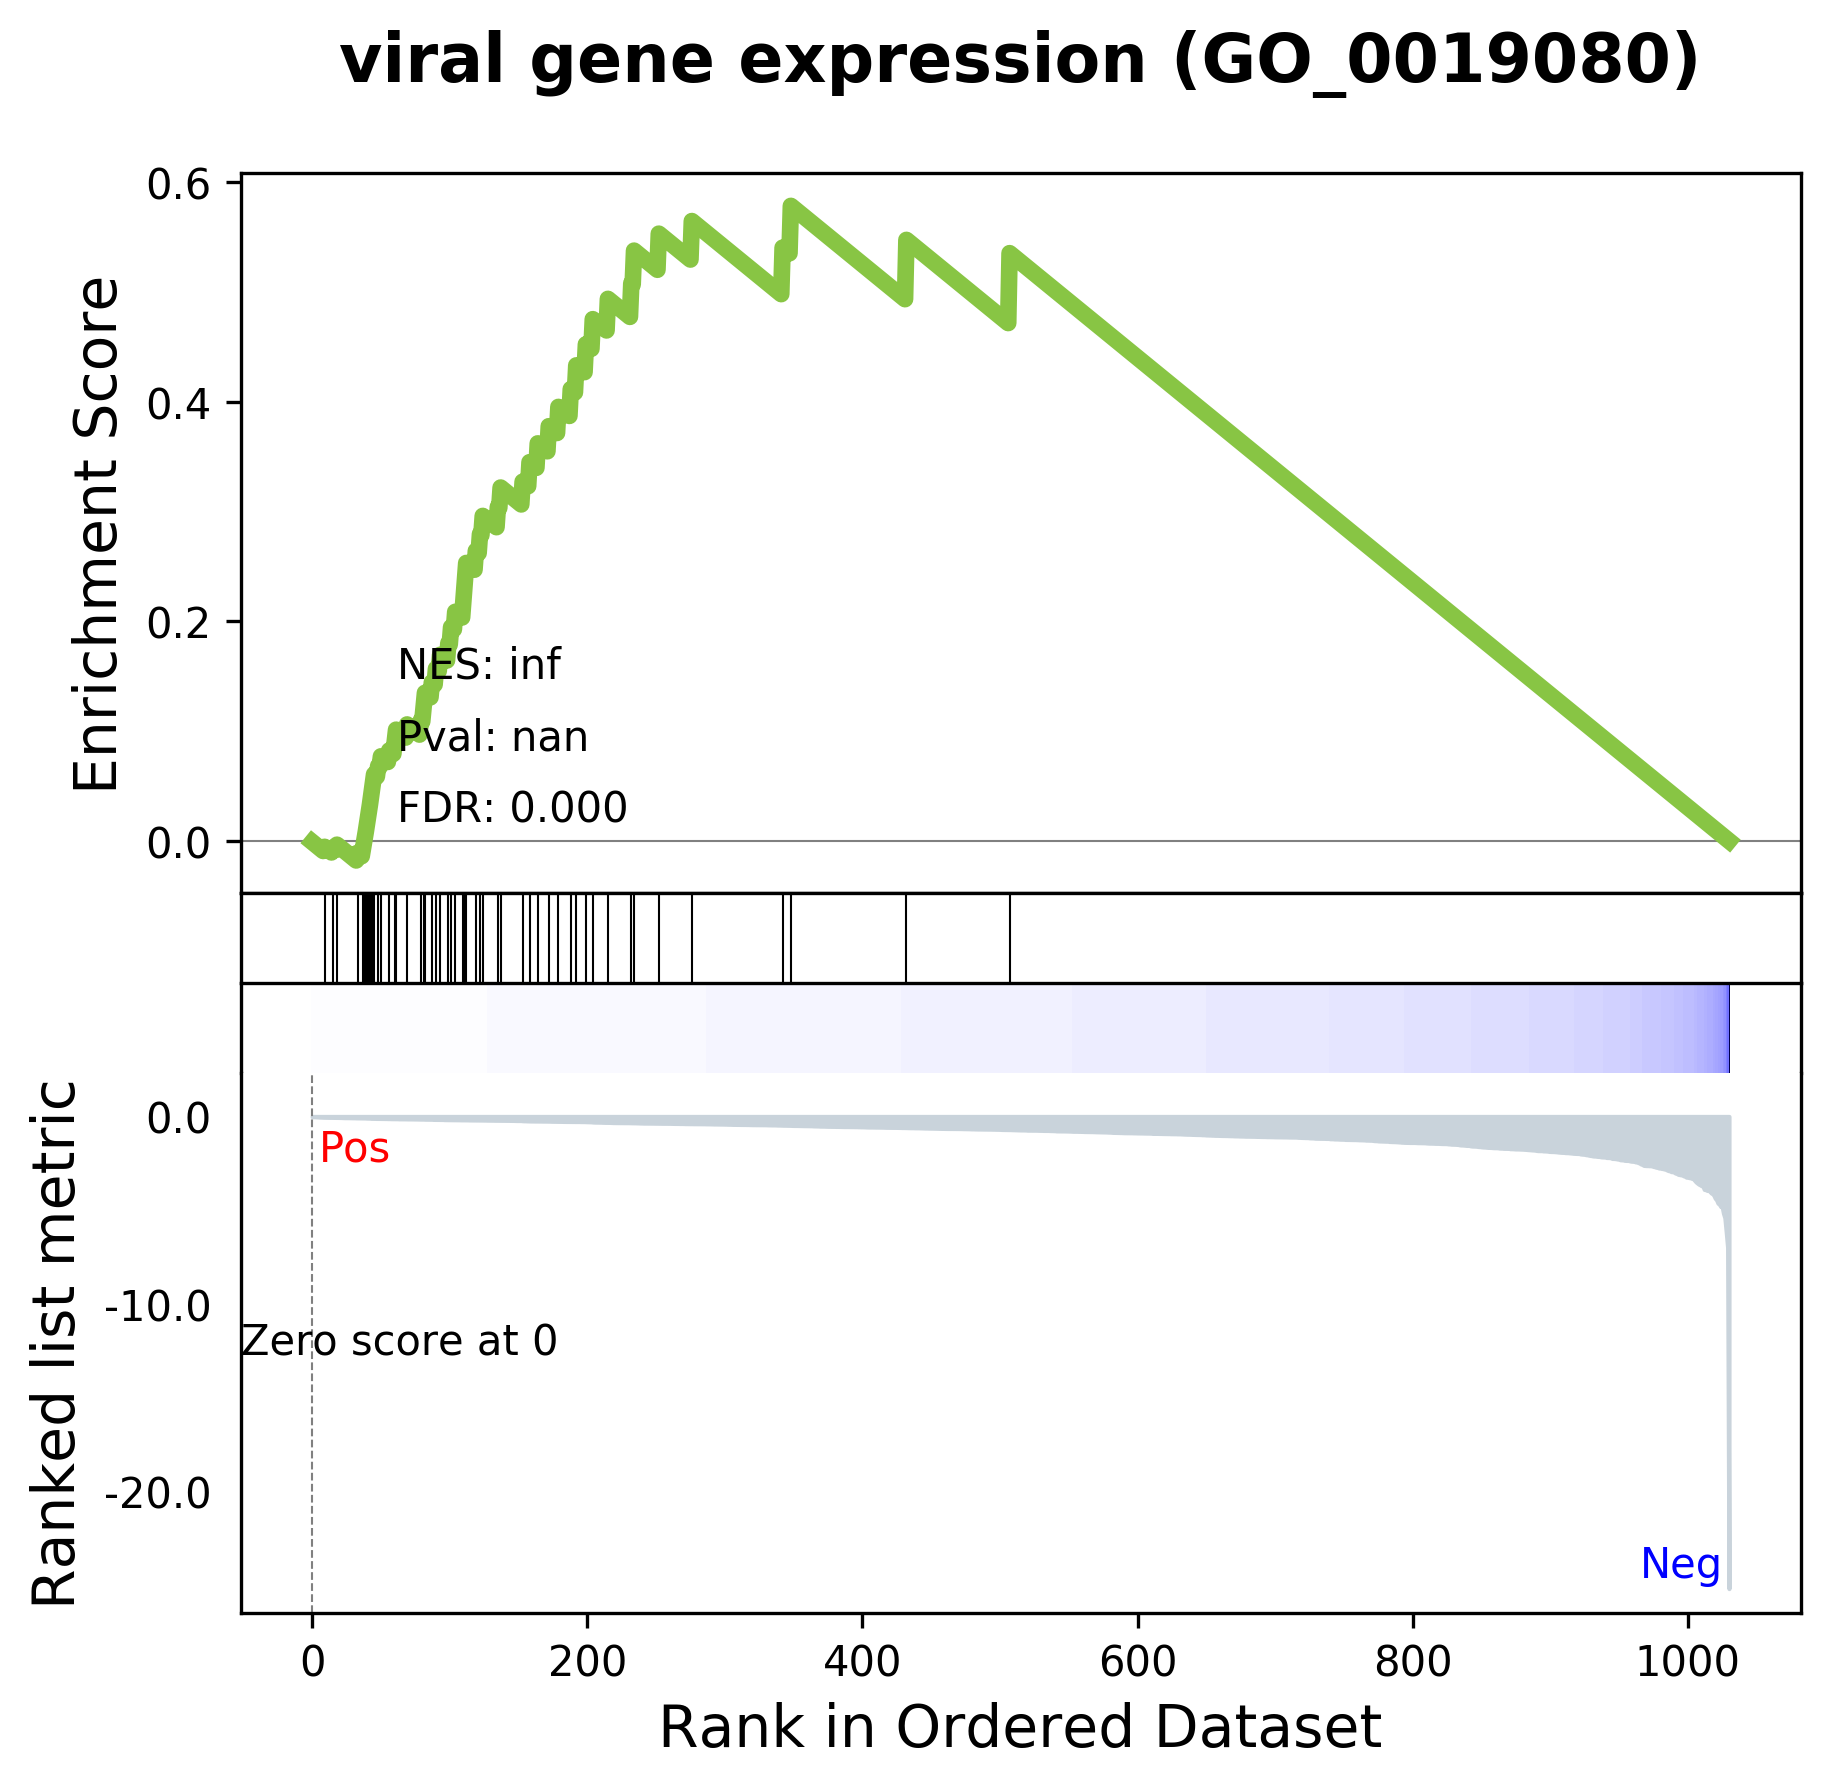 viral gene expression (GO_0019080)
Enrichment Score
0.6
0.4
0.2
0.0
NES: inf
Pval: nan
FDR: 0.000
Ranked list metric
0.0
-10.0
-20.0
Pos
Zero score at 0
Neg
0 200 400 600 800 1000
Rank in Ordered Dataset